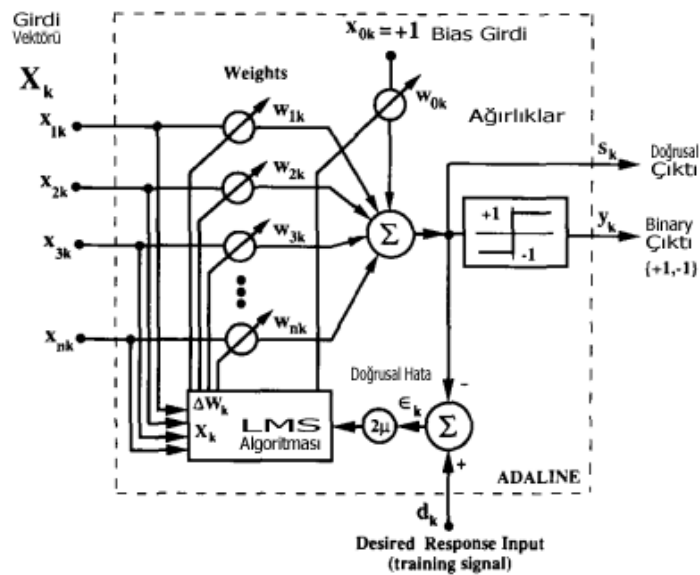 Girdi
Vektörü
X_k
x_0k = +1 Bias Girdi
Weights
w_0k
Ağırlıklar
x_1k
w_1k
x_2k
w_2k
x_3k
w_3k
x_nk
w_nk
Σ
+1
-1
s_k
Doğrusal
Çıktı
y_k
Binary
Çıktı
{+1,-1}
ΔW_k
X_k
LMS
Algoritması
Doğrusal Hata
2μ
∈_k
Σ
-
+
ADALINE
d_k
Desired Response Input
(training signal)